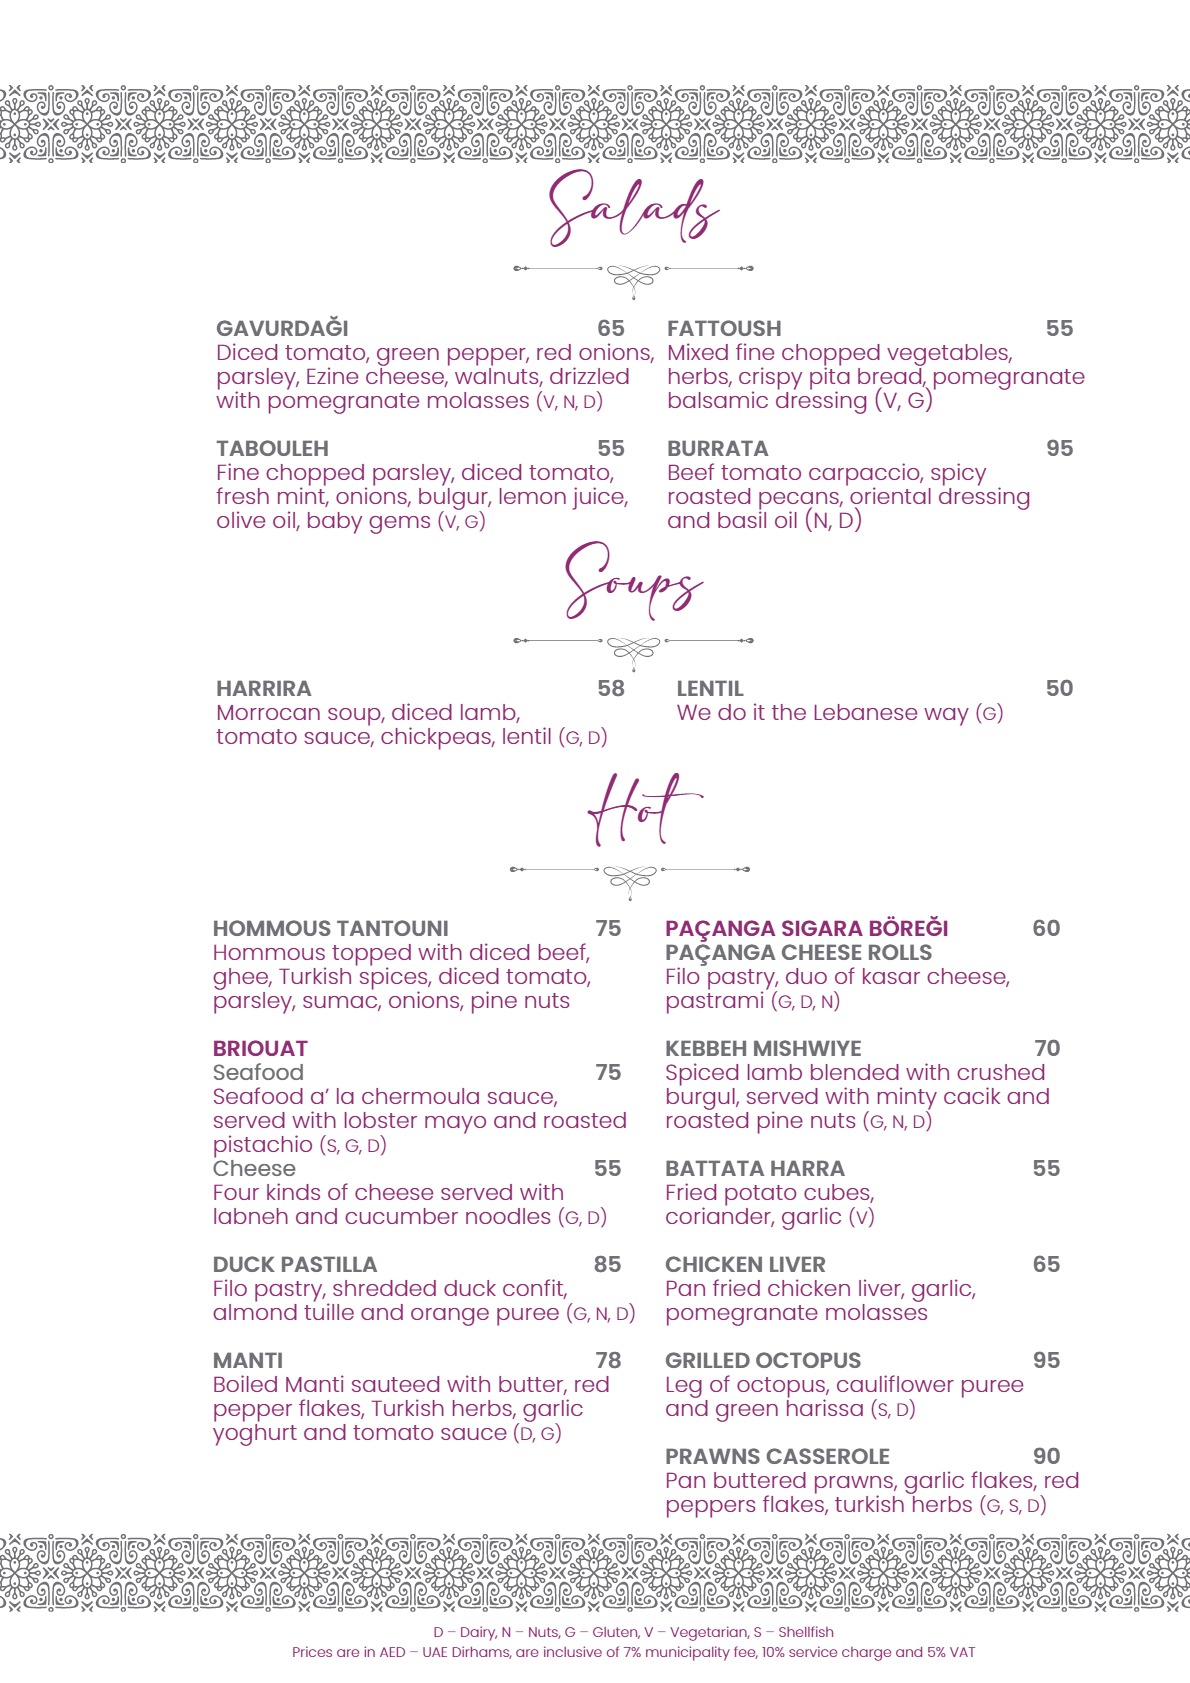 Salads
GAVURDAĞI 65
Diced tomato, green pepper, red onions,
parsley, Ezine cheese, walnuts, drizzled
with pomegranate molasses (V, N, D)
FATTOUSH 55
Mixed fine chopped vegetables,
herbs, crispy pita bread, pomegranate
balsamic dressing (V, G)
TABOULEH 55
Fine chopped parsley, diced tomato,
fresh mint, onions, bulgur, lemon juice,
olive oil, baby gems (V, G)
BURRATA 95
Beef tomato carpaccio, spicy
roasted pecans, oriental dressing
and basil oil (N, D)
Soups
HARRIRA 58
Morrocan soup, diced lamb,
tomato sauce, chickpeas, lentil (G, D)
LENTIL 50
We do it the Lebanese way (G)
Hot
HOMMOUS TANTOUNI 75
Hommous topped with diced beef,
ghee, Turkish spices, diced tomato,
parsley, sumac, onions, pine nuts
BRIOUAT
Seafood 75
Seafood a’ la chermoula sauce,
served with lobster mayo and roasted
pistachio (S, G, D)
Cheese 55
Four kinds of cheese served with
labneh and cucumber noodles (G, D)
DUCK PASTILLA 85
Filo pastry, shredded duck confit,
almond tuille and orange puree (G, N, D)
MANTI 78
Boiled Manti sauteed with butter, red
pepper flakes, Turkish herbs, garlic
yoghurt and tomato sauce (D, G)
PAÇANGA SIGARA BÖREĞI 60
PAÇANGA CHEESE ROLLS
Filo pastry, duo of kasar cheese,
pastrami (G, D, N)
KEBBEH MISHWIYE 70
Spiced lamb blended with crushed
burgul, served with minty cacik and
roasted pine nuts (G, N, D)
BATTATA HARRA 55
Fried potato cubes,
coriander, garlic (V)
CHICKEN LIVER 65
Pan fried chicken liver, garlic,
pomegranate molasses
GRILLED OCTOPUS 95
Leg of octopus, cauliflower puree
and green harissa (S, D)
PRAWNS CASSEROLE 90
Pan buttered prawns, garlic flakes, red
peppers flakes, turkish herbs (G, S, D)
D – Dairy, N – Nuts, G – Gluten, V – Vegetarian, S – Shellfish
Prices are in AED – UAE Dirhams, are inclusive of 7% municipality fee, 10% service charge and 5% VAT